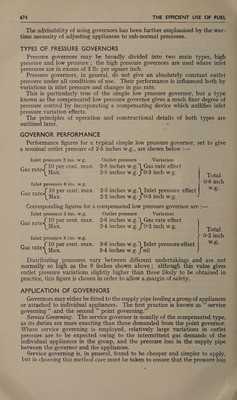 674 THE EFFICIENT USE OF FUEL
The advisability of using governors has been further emphasised by the war-
time necessity of adjusting appliances to sub-normal pressures.
TYPES OF PRESSURE GOVERNORS
Pressure governors may be broadly divided into two main types, high
pressure and low pressure ; the high pressure governors are used where inlet
pressures are in excess of 2 lb. per square inch.
Pressure governors, in general, do not give an absolutely constant outlet
pressure under all conditions of use. Their performance is influenced both by
variations in inlet pressure and changes in gas rate.
This is particularly true of the simple low pressure governor, but a type
known as the compensated low pressure governor gives a much finer degree of
pressure control by incorporating a compensating device which nullifies inlet
pressure variation effects.
The principles of operation and constructional details of both types are
outlined later.
GOVERNOR PERFORMANCE
Performance figures for a typical simple low pressure governor, set to give
a nominal outlet pressure of 2·5 inches w.g., are shown below :—
Inlet pressure 3 ins. w.g. Outlet pressure Variation
Gas rate 10 per cent. max. 2·8 inches w.g. Gas rate effect
Max. 2·5 inches w.g. 0·3 inch w.g.
Inlet pressure 8 ins. w.g.
Gas rate 10 per cent. max. 2·5 inches w.g. Inlet pressure effect
Max. 2·2 inches w.g. 0·3 inch w.g.
Total
0·6 inch
w.g.
Corresponding figures for a compensated low pressure governor are :—
Inlet pressure 3 ins. w.g. Outlet pressure Variation
Gas rate 10 per cent. max. 2·6 inches w.g. Gas rate effect
Max. 2·4 inches w.g. 0·2 inch w.g.
Inlet pressure 8 ins. w.g.
Gas rate 10 per cent. max. 2·6 inches w.g. Inlet pressure effect
Max. 2·4 inches w.g. nil
Total
0·2 inch
w.g.
Distributing pressures vary between different undertakings and are not
normally so high as the 8 inches shown above ; although this value gives
outlet pressure variations slightly higher than those likely to be obtained in
practice, this figure is chosen in order to allow a margin of safety.
APPLICATION OF GOVERNORS
Governors may either be fitted to the supply pipe feeding a group of appliances
or attached to individual appliances. The first practice is known as " service
governing " and the second " point governing."
Service Governing. The service governor is usually of the compensated type,
as its duties are more exacting than those demanded from the point governor.
Where service governing is employed, relatively large variations in outlet
pressure are to be expected owing to the intermittent gas demands of the
individual appliances in the group, and the pressure loss in the supply pipe
between the governor and the appliances.
Service governing is, in general, found to be cheaper and simpler to apply,
but in choosing this method care must be taken to ensure that the pressure loss